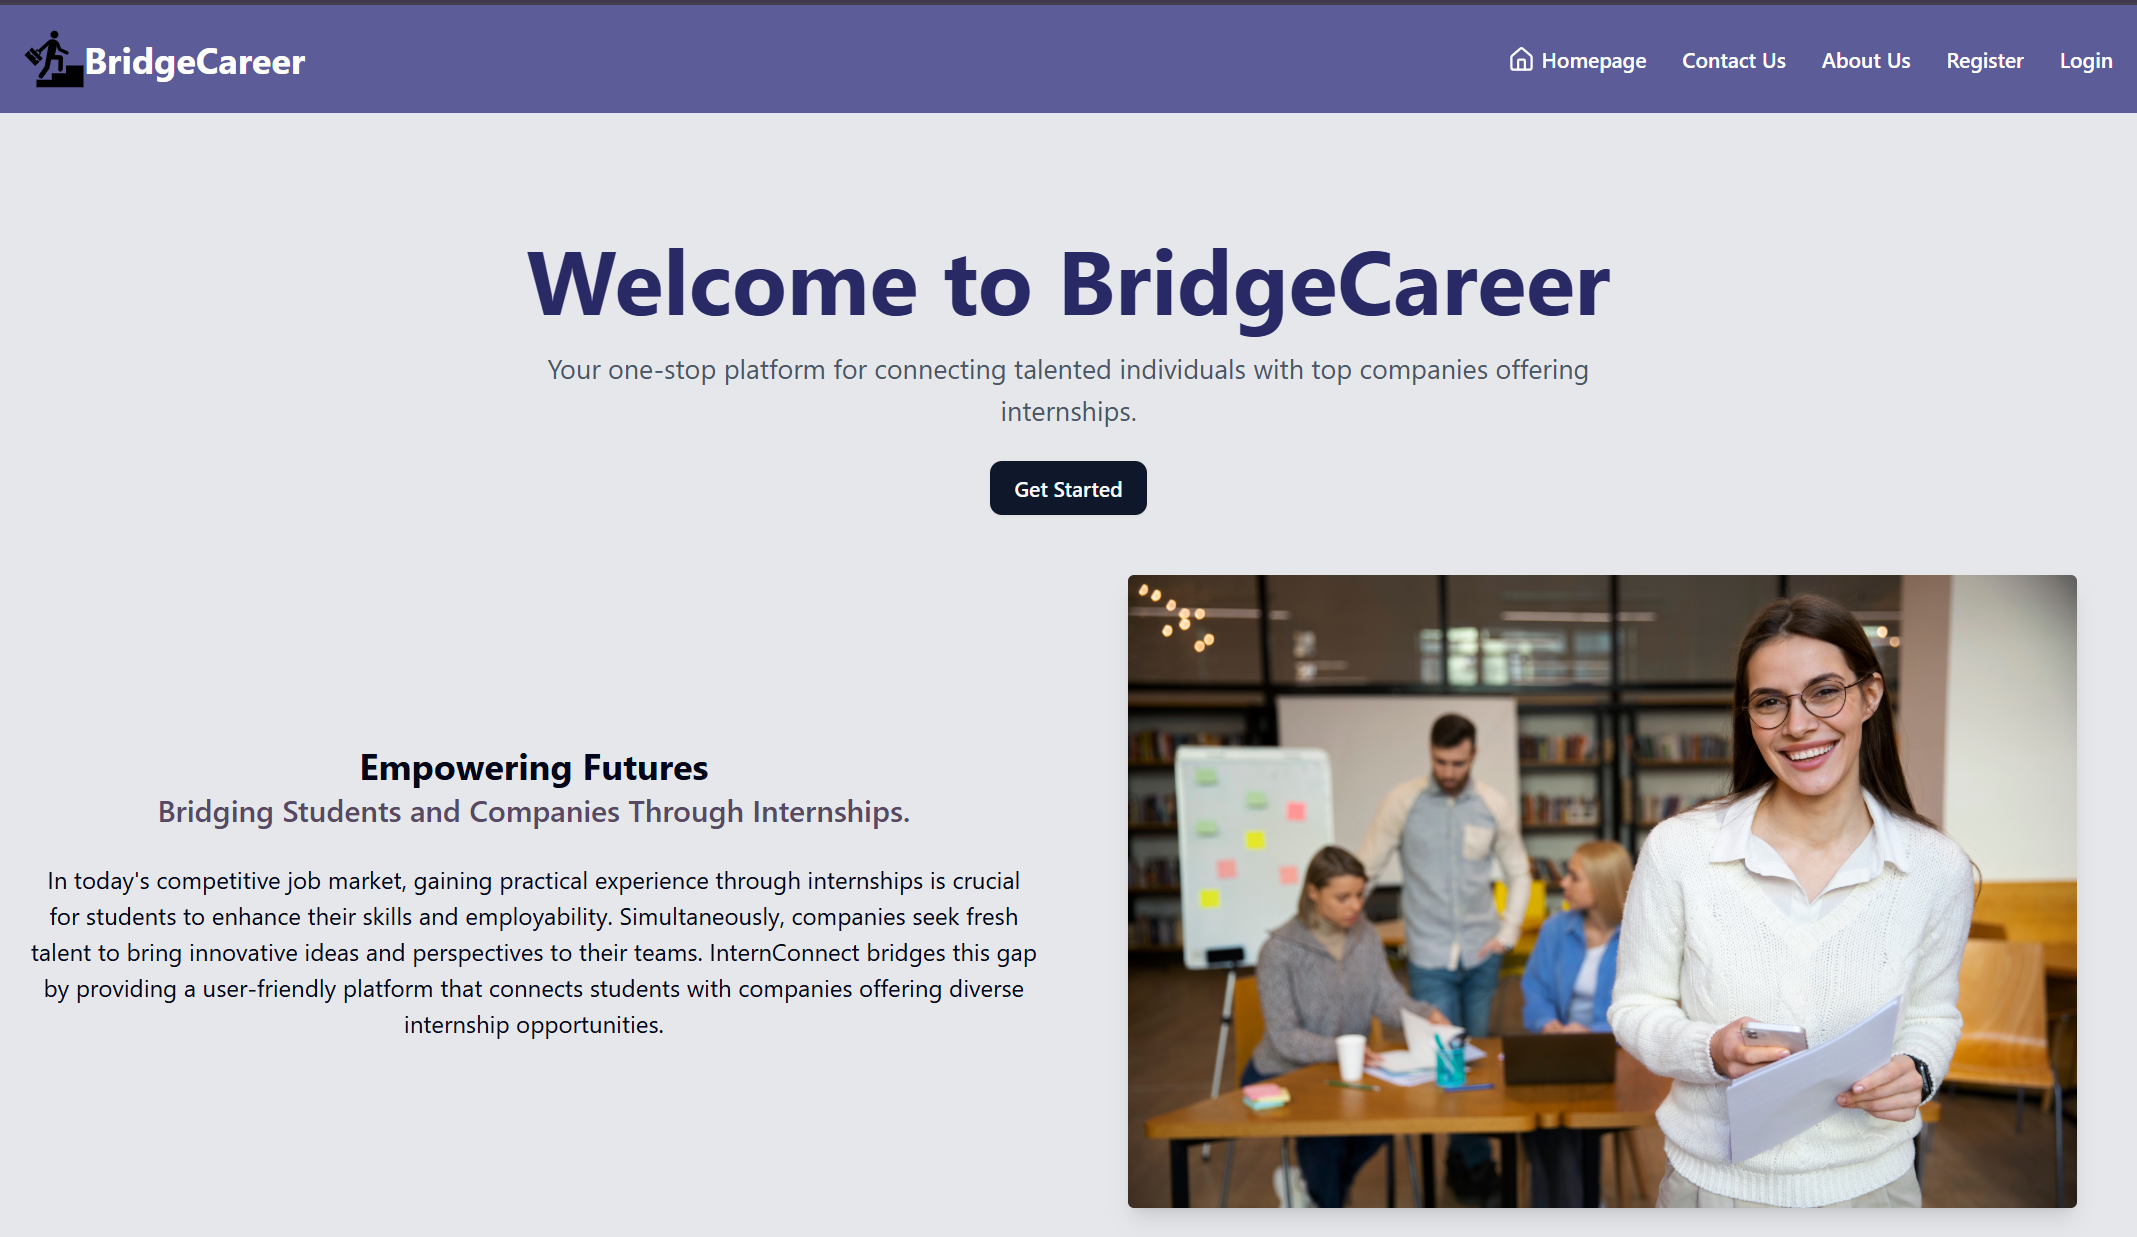 BridgeCareer
Homepage
Contact Us
About Us
Register
Login
Welcome to BridgeCareer
Your one-stop platform for connecting talented individuals with top companies offering
internships.
Get Started
Empowering Futures
Bridging Students and Companies Through Internships.
In today's competitive job market, gaining practical experience through internships is crucial
for students to enhance their skills and employability. Simultaneously, companies seek fresh
talent to bring innovative ideas and perspectives to their teams. InternConnect bridges this gap
by providing a user-friendly platform that connects students with companies offering diverse
internship opportunities.